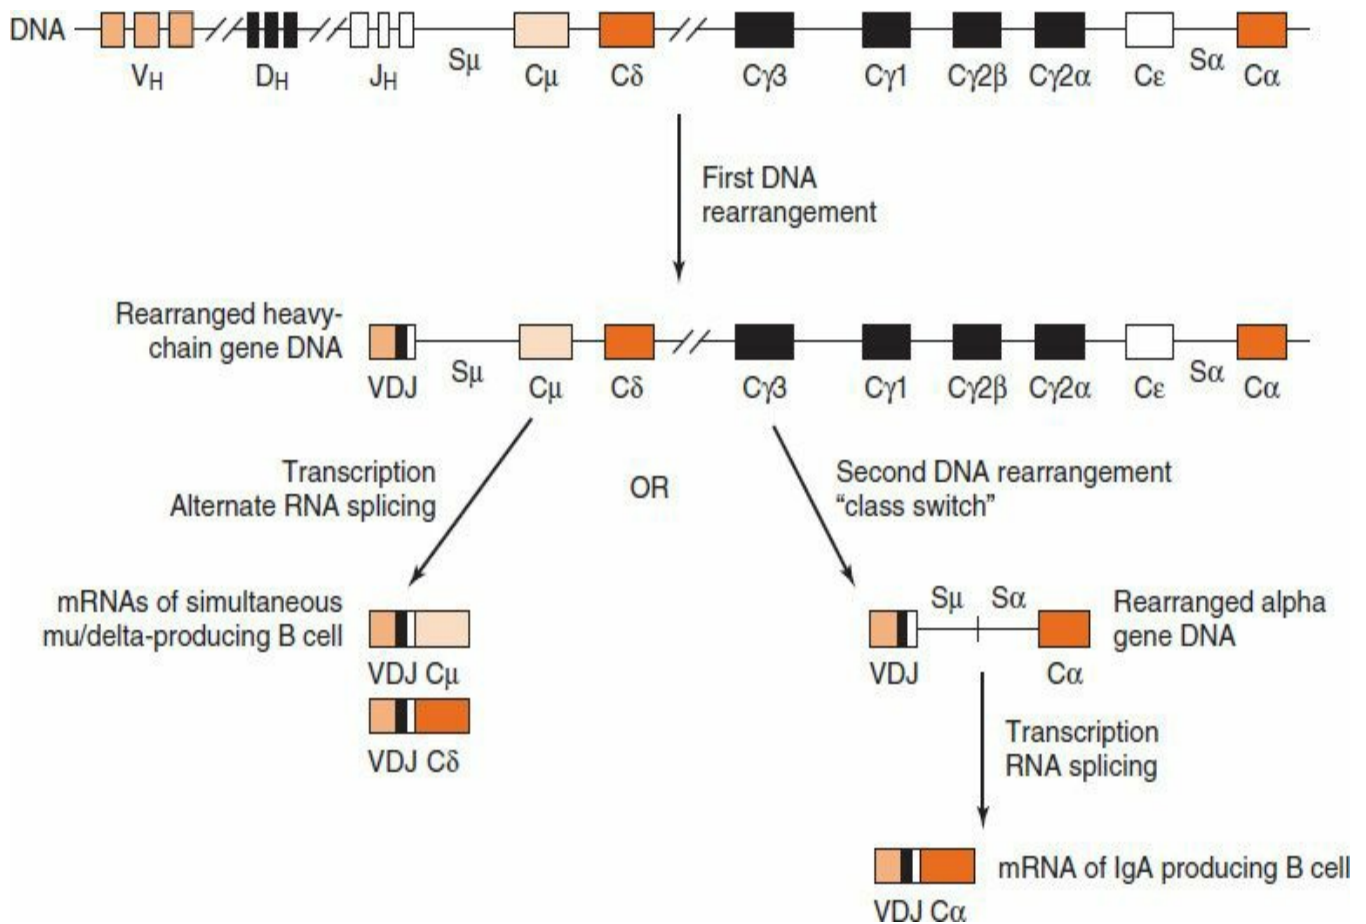 DNA
Sμ Sα
V_H D_H J_H Cμ Cδ Cγ3 Cγ1 Cγ2β Cγ2α Cε Cα
First DNA
rearrangement
Rearranged heavy-
chain gene DNA
Sμ Sα
VDJ Cμ Cδ Cγ3 Cγ1 Cγ2β Cγ2α Cε Cα
Transcription
Alternate RNA splicing
OR
Second DNA rearrangement
“class switch”
mRNAs of simultaneous
mu/delta-producing B cell
VDJ Cμ
VDJ Cδ
Sμ Sα
Rearranged alpha
gene DNA
VDJ Cα
Transcription
RNA splicing
mRNA of IgA producing B cell
VDJ Cα